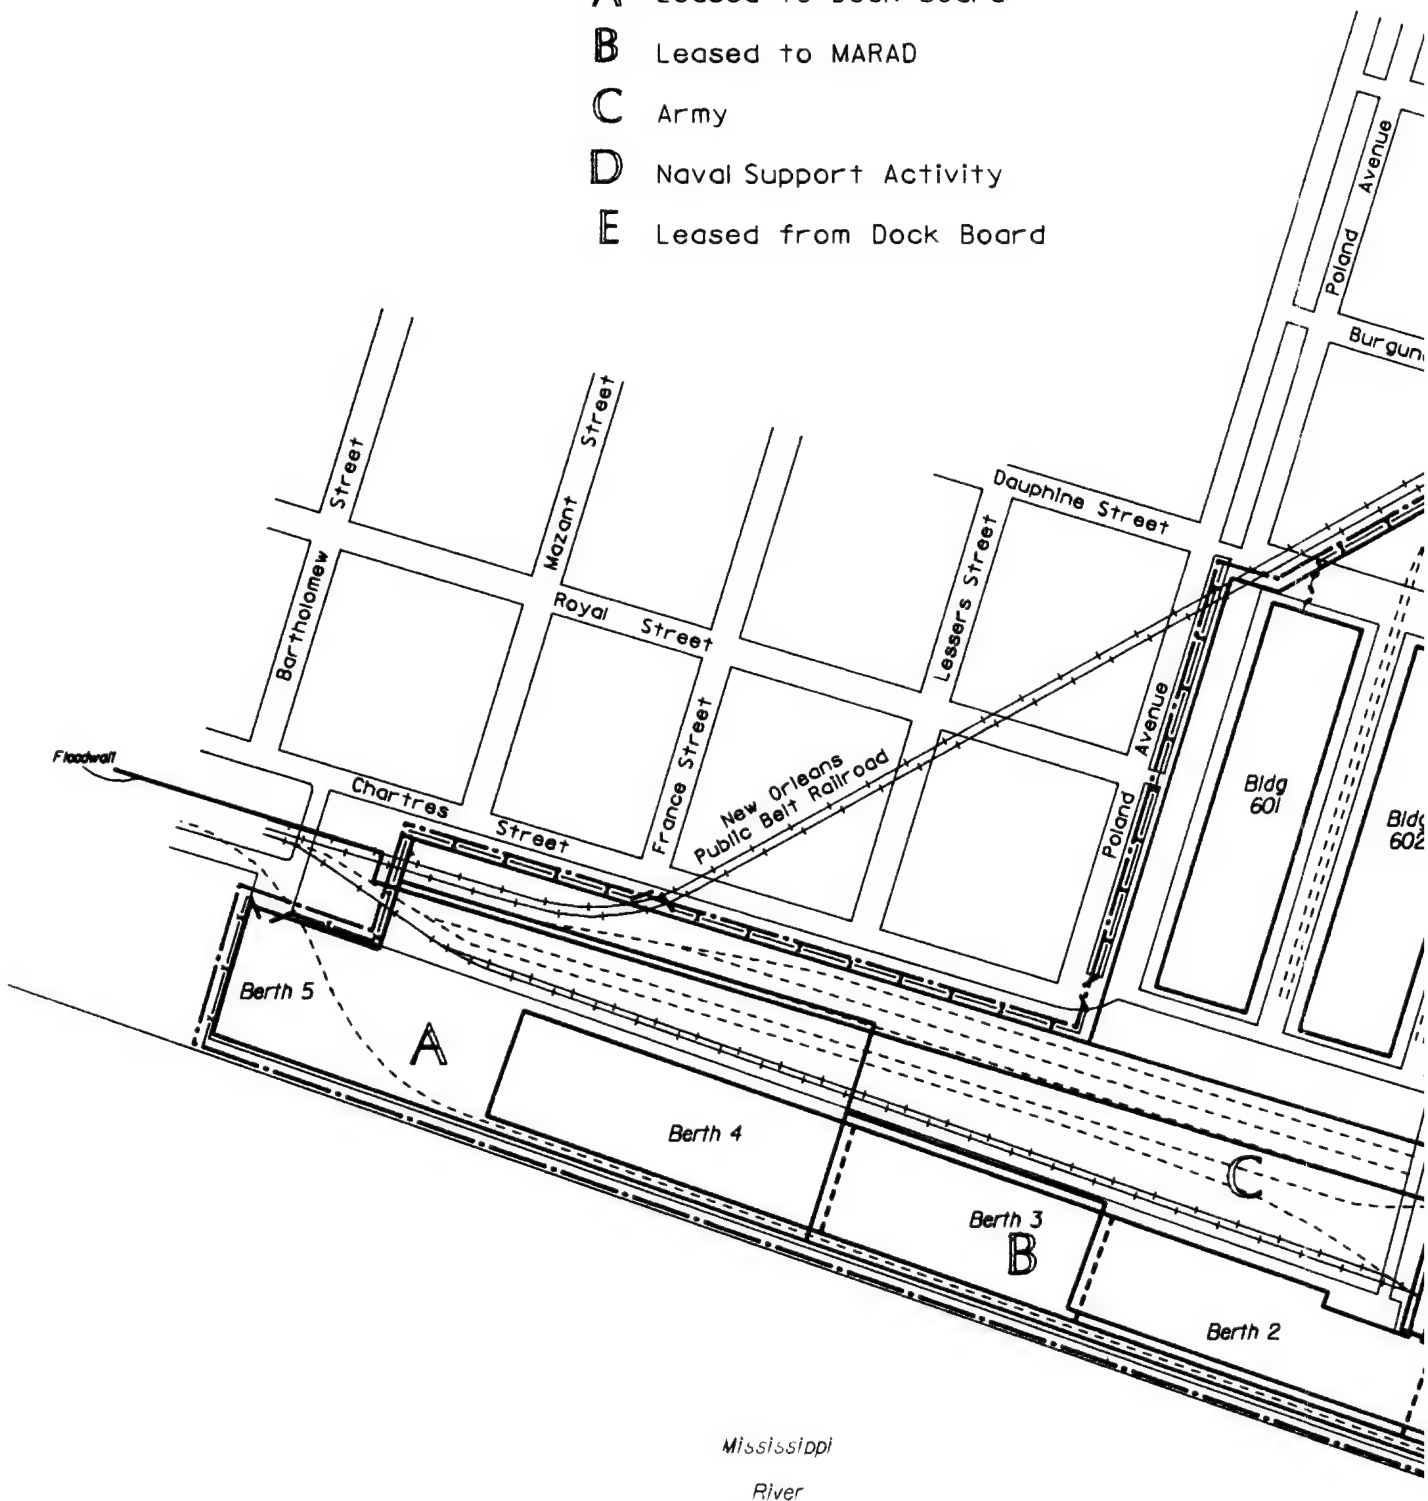 A Leased to Dock Board
B Leased to MARAD
C Army
D Naval Support Activity
E Leased from Dock Board
Poland Avenue
Burgun
Bartholomew Street
Mazant Street
Dauphine Street
Lessers Street
Royal Street
France Street
Poland Avenue
Floodwall
Chartres Street
New Orleans
Public Belt Railroad
Bldg
601
Bldg
602
Berth 5
A
Berth 4
C
Berth 3
B
Berth 2
Mississippi
River